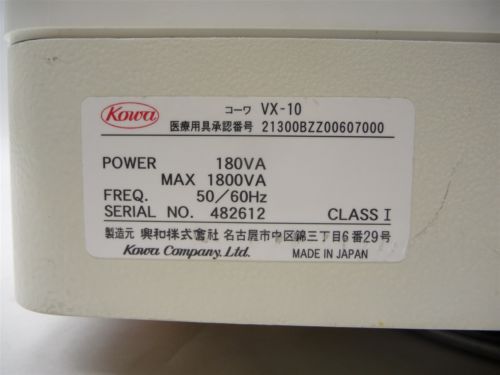 Kowa コーワ VX-10
医療用具承認番号 21300BZZ00607000
POWER 180VA
MAX 1800VA
FREQ. 50/60Hz
SERIAL NO. 482612 CLASS I
製造元 興和株式會社 名古屋市中区錦三丁目6番29号
Kowa Company, Ltd. MADE IN JAPAN